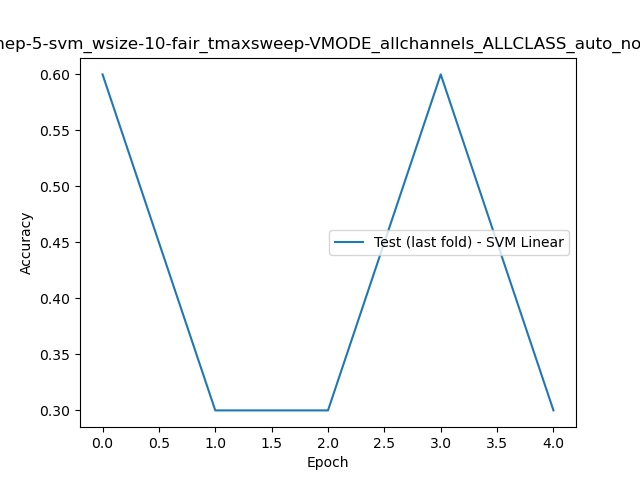 nep-5-svm_wsize-10-fair_tmaxsweep-VMODE_allchannels_ALLCLASS_auto_no
0.60
0.55
0.50
0.45
0.40
0.35
0.30
Accuracy
Test (last fold) - SVM Linear
0.0 0.5 1.0 1.5 2.0 2.5 3.0 3.5 4.0
Epoch